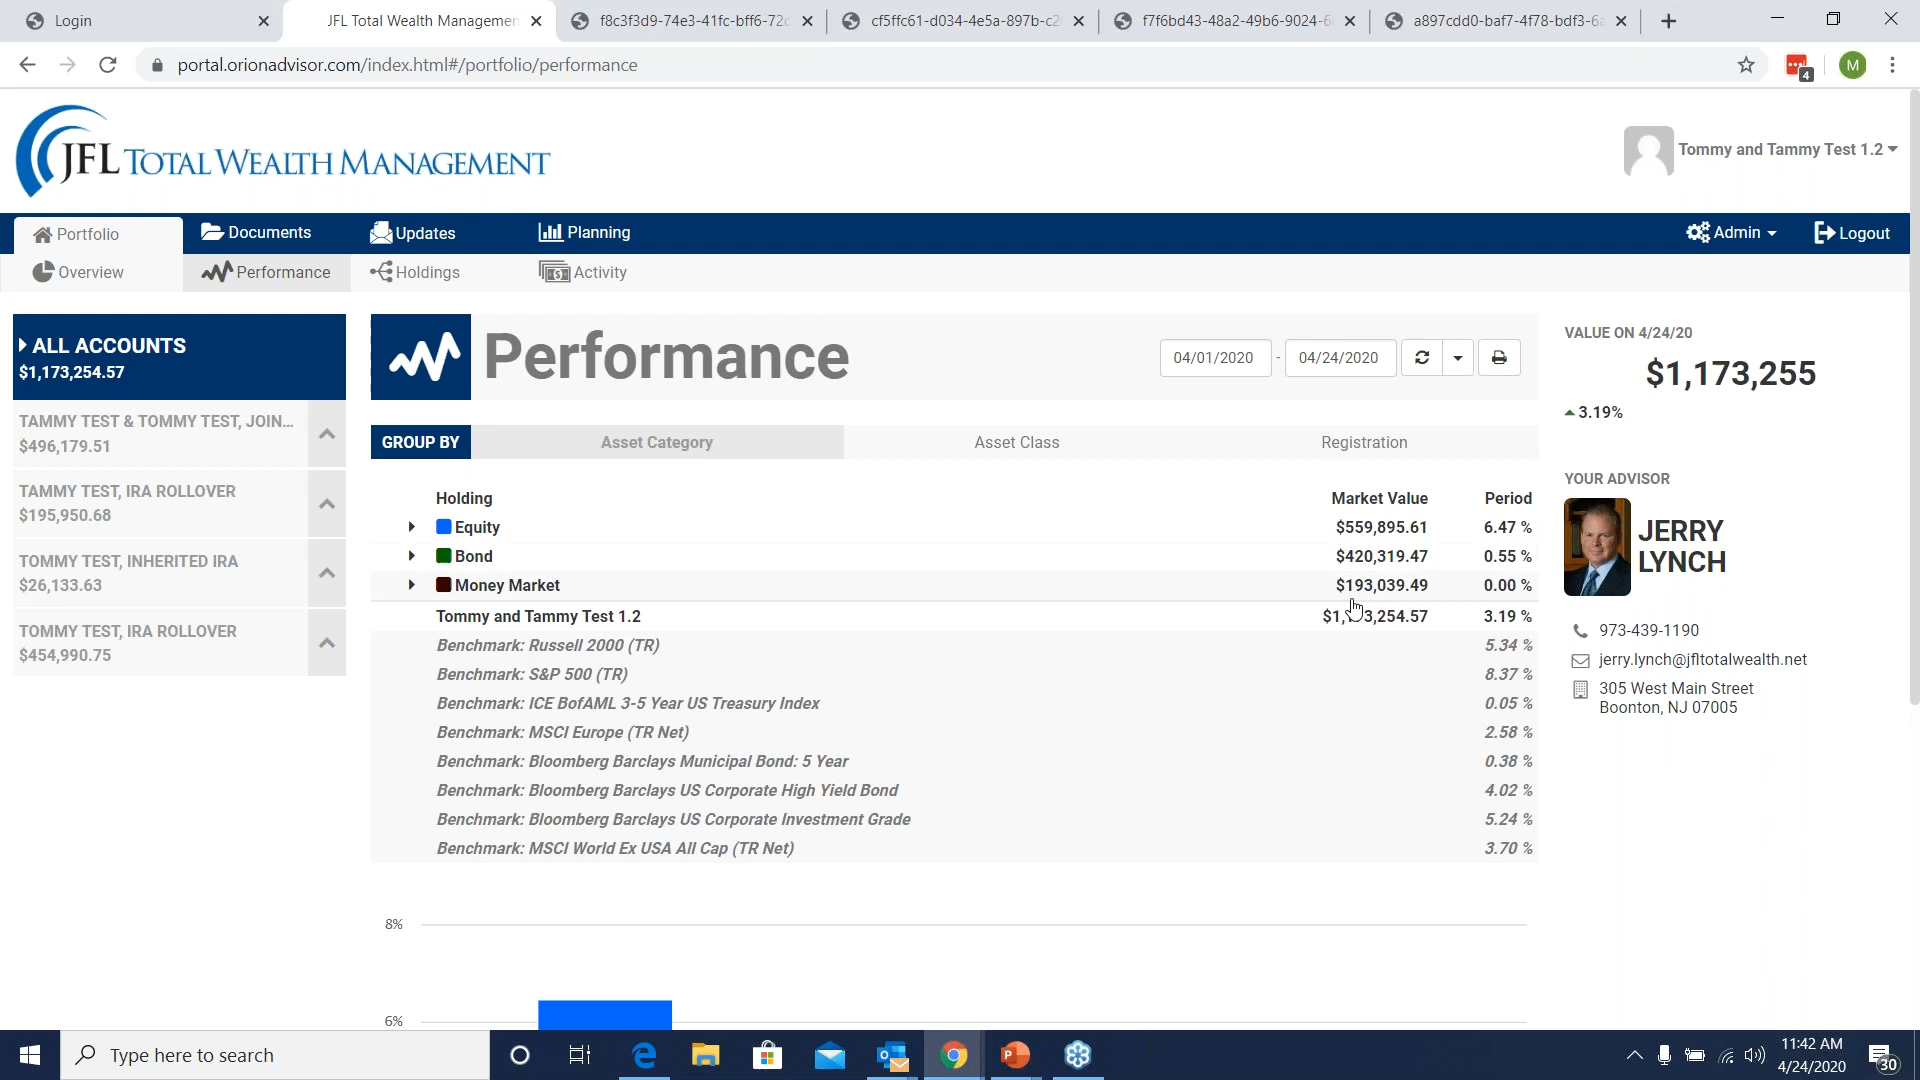 Login
JFL Total Wealth Managemen
f8c3f3d9-74e3-41fc-bff6-72c
cf5ffc61-d034-4e5a-897b-c2
f7f6bd43-48a2-49b6-9024-6
a897cdd0-baf7-4f78-bdf3-6
portal.orionadvisor.com/index.html#/portfolio/performance
4
M
JFL TOTAL WEALTH MANAGEMENT
Tommy and Tammy Test 1.2
Portfolio
Documents
Updates
Planning
Admin
Logout
Overview
Performance
Holdings
Activity
ALL ACCOUNTS
$1,173,254.57
TAMMY TEST & TOMMY TEST, JOIN...
$496,179.51
TAMMY TEST, IRA ROLLOVER
$195,950.68
TOMMY TEST, INHERITED IRA
$26,133.63
TOMMY TEST, IRA ROLLOVER
$454,990.75
Performance
04/01/2020 - 04/24/2020
GROUP BY Asset Category Asset Class Registration
Holding Market Value Period
Equity $559,895.61 6.47 %
Bond $420,319.47 0.55 %
Money Market $193,039.49 0.00 %
Tommy and Tammy Test 1.2 3.19 %
Benchmark: Russell 2000 (TR) 5.34 %
Benchmark: S&P 500 (TR) 8.37 %
Benchmark: ICE BofAML 3-5 Year US Treasury Index 0.05 %
Benchmark: MSCI Europe (TR Net) 2.58 %
Benchmark: Bloomberg Barclays Municipal Bond: 5 Year 0.38 %
Benchmark: Bloomberg Barclays US Corporate High Yield Bond 4.02 %
Benchmark: Bloomberg Barclays US Corporate Investment Grade 5.24 %
Benchmark: MSCI World Ex USA All Cap (TR Net) 3.70 %
8%
6%
VALUE ON 4/24/20
$1,173,255
3.19%
YOUR ADVISOR
JERRY
LYNCH
973-439-1190
jerry.lynch@jfltotalwealth.net
305 West Main Street
Boonton, NJ 07005
Type here to search
11:42 AM
4/24/2020
30